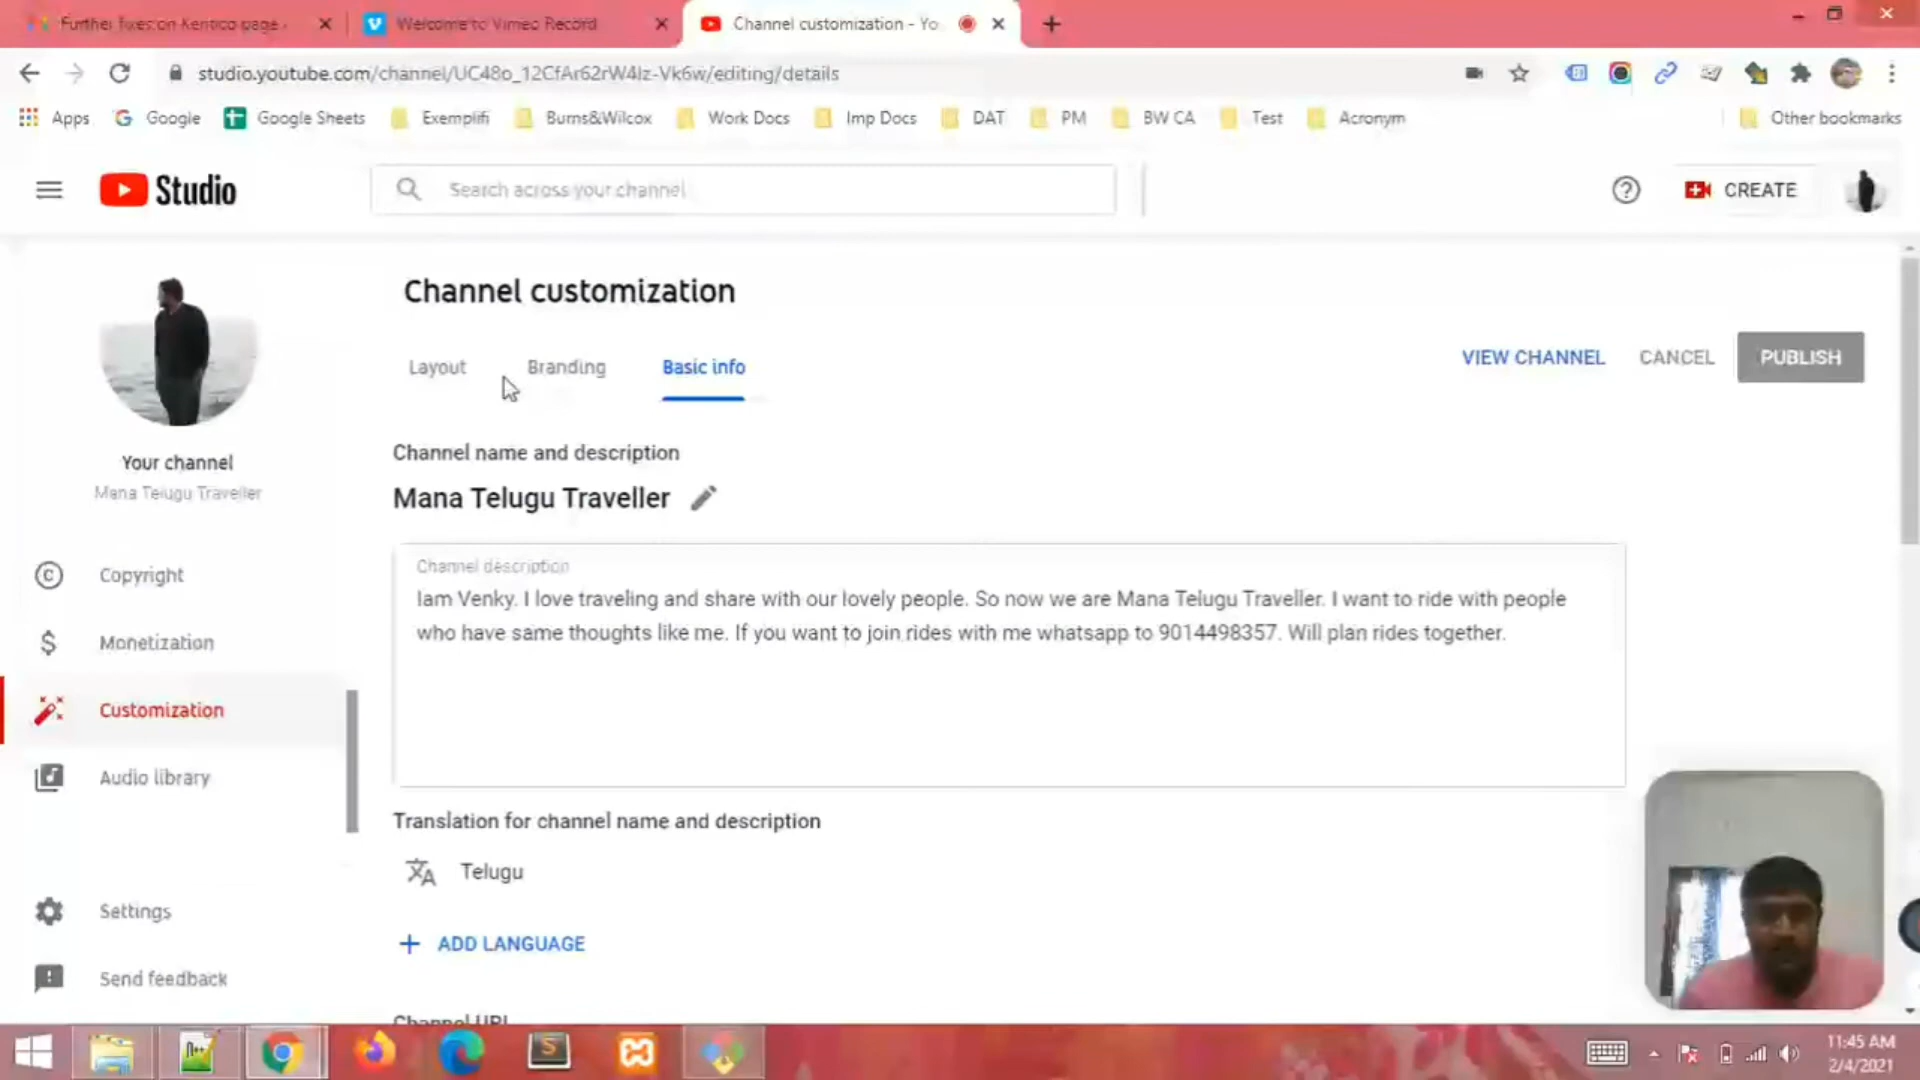 Further fixes on Kentico page
Welcome to Vimeo Record
Channel customization - Yo
studio.youtube.com/channel/UC48o_12CfAr62rW4Iz-Vk6w/editing/details
Apps
Google
Google Sheets
Exemplifi
Burns&Wilcox
Work Docs
Imp Docs
DAT
PM
BW CA
Test
Acronym
Other bookmarks
Studio
Search across your channel
CREATE
Channel customization
Layout
Branding
Basic info
VIEW CHANNEL
CANCEL
PUBLISH
Your channel
Mana Telugu Traveller
Channel name and description
Mana Telugu Traveller
Channel description
Iam Venky. I love traveling and share with our lovely people. So now we are Mana Telugu Traveller. I want to ride with people
who have same thoughts like me. If you want to join rides with me whatsapp to 9014498357. Will plan rides together.
Copyright
Monetization
Customization
Audio library
Translation for channel name and description
Telugu
ADD LANGUAGE
Settings
Send feedback
Channel URL
11:45 AM
2/4/2021